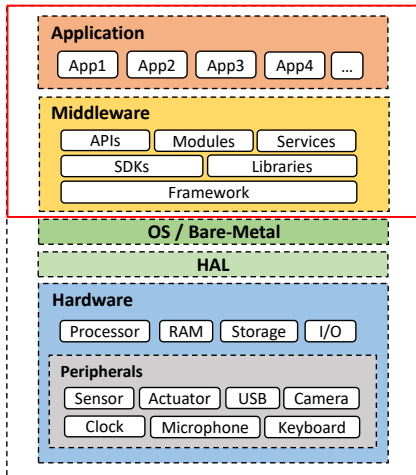 Application
App1 App2 App3 App4 ...
Middleware
APIs Modules Services
SDKs Libraries
Framework
OS / Bare-Metal
HAL
Hardware
Processor RAM Storage I/O
Peripherals
Sensor Actuator USB Camera
Clock Microphone Keyboard